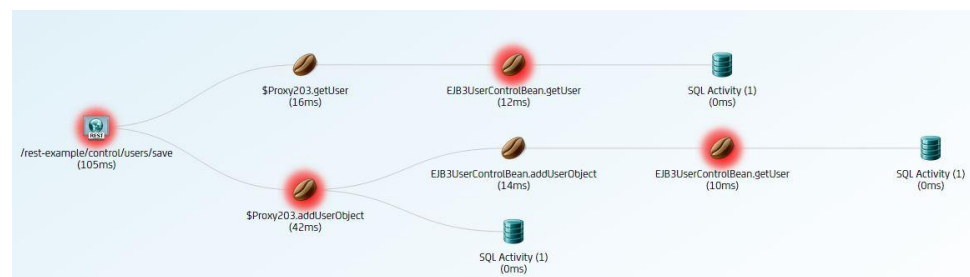 $Proxy203.getUser
(16ms)
EJB3UserControlBean.getUser
(12ms)
SQL Activity (1)
(0ms)
REST
/rest-example/control/users/save
(105ms)
EJB3UserControlBean.addUserObject
(14ms)
EJB3UserControlBean.getUser
(10ms)
SQL Activity (1)
(0ms)
$Proxy203.addUserObject
(42ms)
SQL Activity (1)
(0ms)